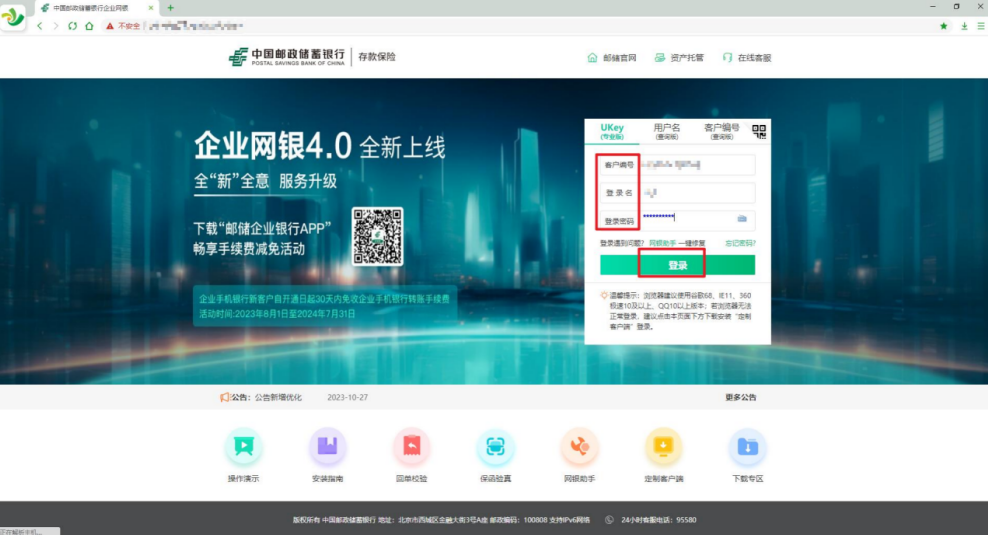 中国邮政储蓄银行企业网银
不安全
中国邮政储蓄银行
POSTAL SAVINGS BANK OF CHINA
存款保险
邮储官网
资产托管
在线客服
企业网银4.0 全新上线
全“新”全意 服务升级
下载“邮储企业银行APP”
畅享手续费减免活动
企业手机银行新客户自开通日起30天内免收企业手机银行转账手续费
活动时间:2023年8月1日至2024年7月31日
UKey
(专业版)
用户名
(查询版)
客户编号
(查询版)
客户编号
登 录 名
登录密码
***********
登录遇到问题? 网银助手 一键修复
忘记密码?
登录
温馨提示：浏览器建议使用谷歌68、IE11、360
极速10及以上、QQ10以上版本；若浏览器无法
正常登录，建议点击本页面下方下载安装“定制
客户端”登录。
公告: 公告新增优化
2023-10-27
更多公告
操作演示
安装指南
回单校验
保函验真
网银助手
定制客户端
下载专区
版权所有 中国邮政储蓄银行 地址：北京市西城区金融大街3号A座 邮政编码：100808 支持IPv6网络
24小时客服电话：95580
正在解析主机...